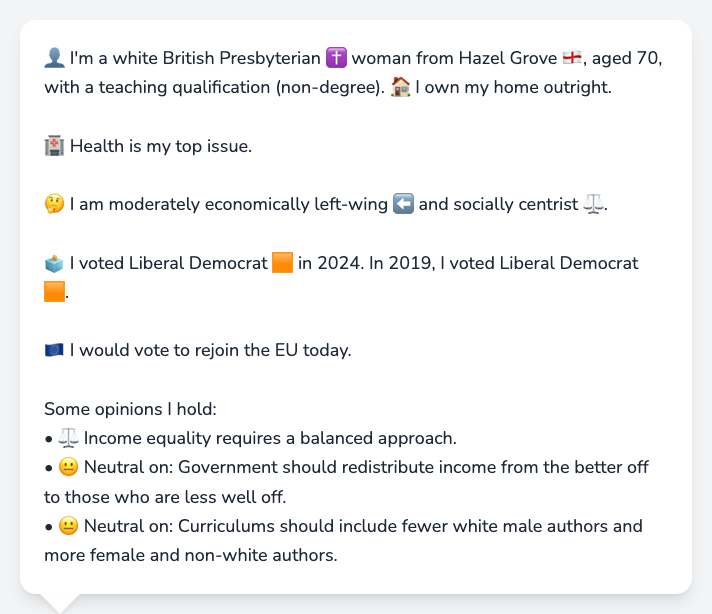 👤 I'm a white British Presbyterian ✝️ woman from Hazel Grove 🏴󠁧󠁢󠁥󠁮󠁧󠁿, aged 70,
with a teaching qualification (non-degree). 🏠 I own my home outright.
🏥 Health is my top issue.
🤔 I am moderately economically left-wing ⬅️ and socially centrist ⚖️.
🗳️ I voted Liberal Democrat 🟧 in 2024. In 2019, I voted Liberal Democrat
🟧.
🇪🇺 I would vote to rejoin the EU today.
Some opinions I hold:
• ⚖️ Income equality requires a balanced approach.
• 😐 Neutral on: Government should redistribute income from the better off
to those who are less well off.
• 😐 Neutral on: Curriculums should include fewer white male authors and
more female and non-white authors.